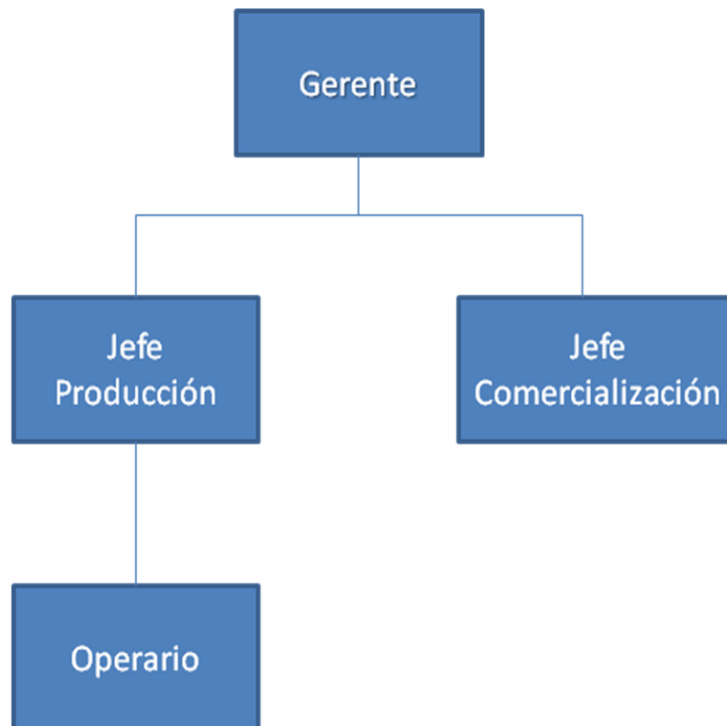 Gerente
Jefe
Producción
Jefe
Comercialización
Operario